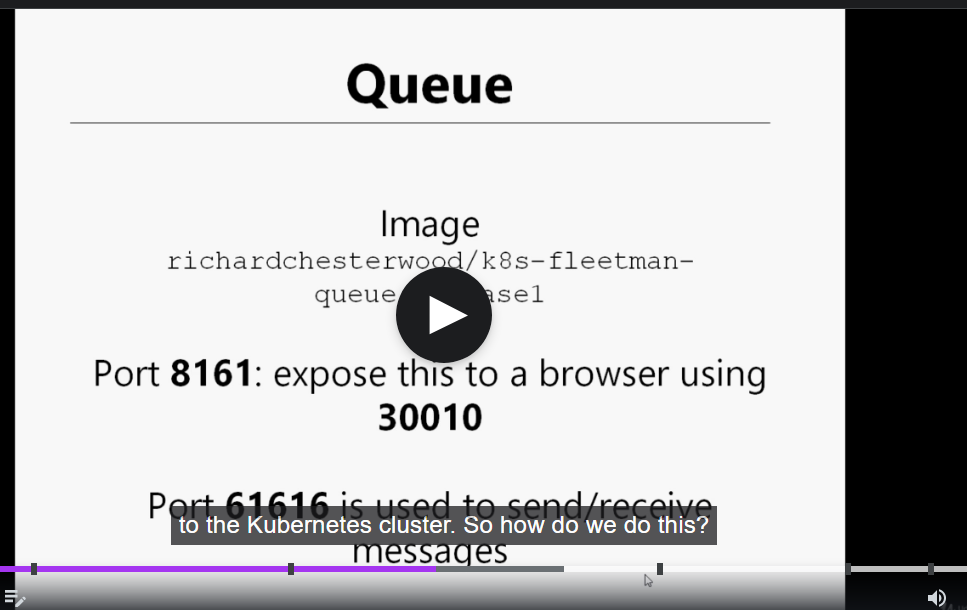 Queue
Image
richardchesterwood/k8s-fleetman-
queue ase1
Port 8161: expose this to a browser using
30010
Port 61616 is used to send/receive
to the Kubernetes cluster. So how do we do this?
messages